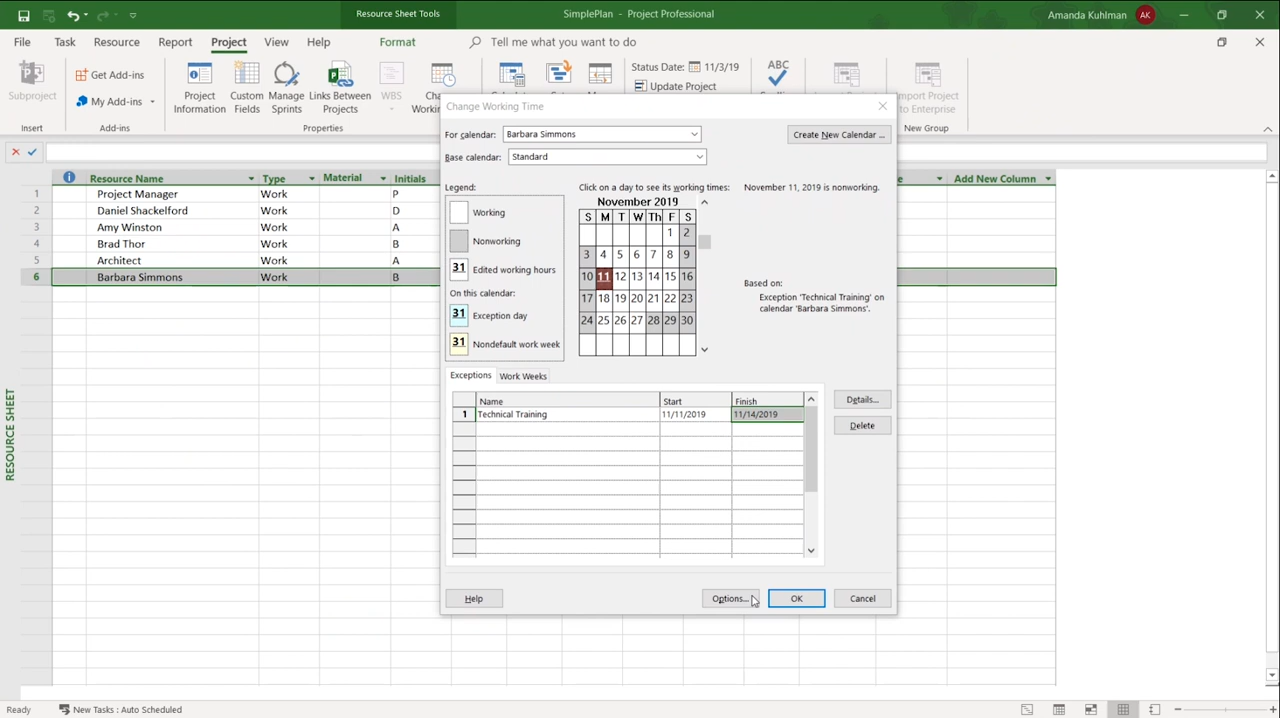 Resource Sheet Tools
SimplePlan - Project Professional
Amanda Kuhlman
AK
File Task Resource Report Project View Help Format Tell me what you want to do
Subproject
Insert
Get Add-ins
My Add-ins
Add-ins
Project Information
Custom Fields
Manage Sprints
Links Between Projects
WBS
Properties
Status Date: 11/3/19
Update Project
ABC
New Group
Change Working Time
For calendar: Barbara Simmons
Create New Calendar ...
Base calendar: Standard
Legend:
Working
Nonworking
31 Edited working hours
On this calendar:
31 Exception day
31 Nondefault work week
Click on a day to see its working times:
November 2019
S M T W Th F S
1 2
3 4 5 6 7 8 9
10 11 12 13 14 15 16
17 18 19 20 21 22 23
24 25 26 27 28 29 30
November 11, 2019 is nonworking.
Based on:
Exception 'Technical Training' on
calendar 'Barbara Simmons'.
Exceptions Work Weeks
Name Start Finish
1 Technical Training 11/11/2019 11/14/2019
Details...
Delete
Help
Options...
OK
Cancel
Resource Name Type Material Initials Add New Column
1 Project Manager Work P
2 Daniel Shackelford Work D
3 Amy Winston Work A
4 Brad Thor Work B
5 Architect Work A
6 Barbara Simmons Work B
RESOURCE SHEET
Ready
New Tasks : Auto Scheduled